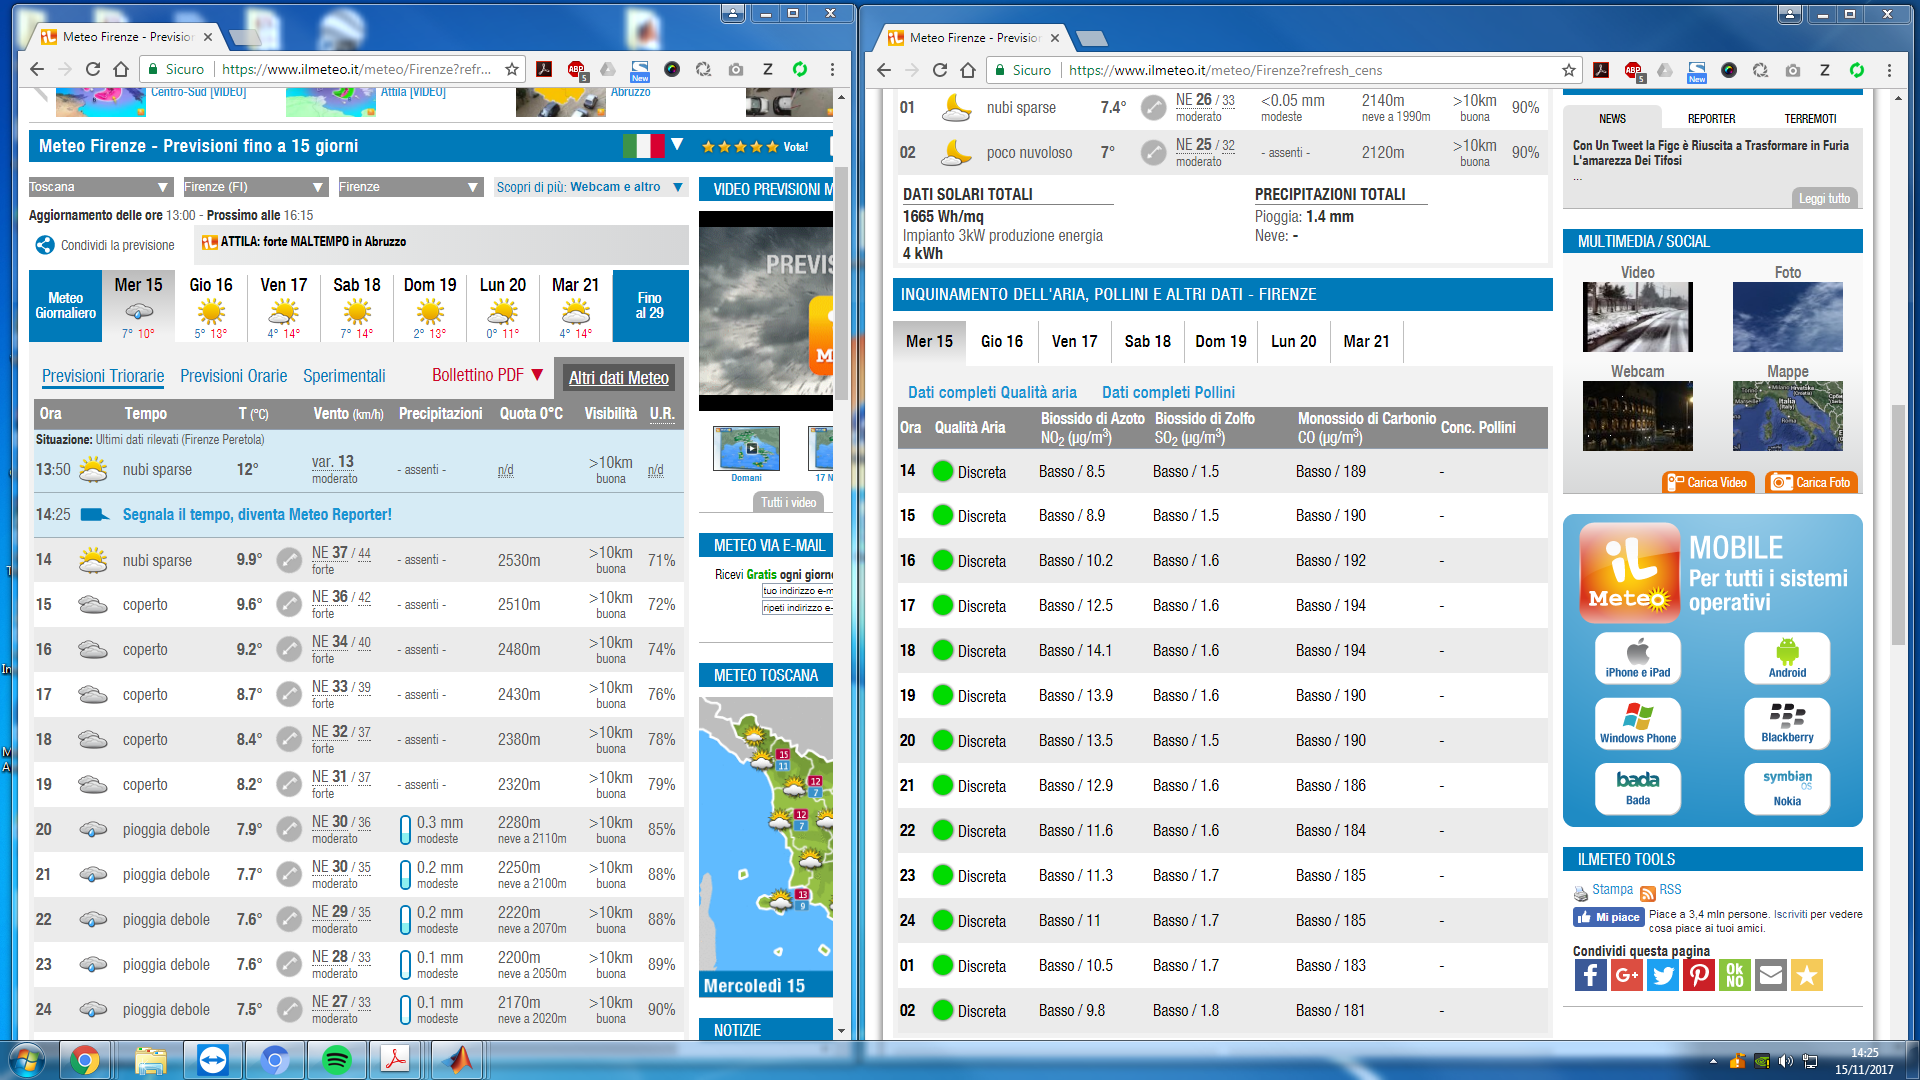 Meteo Firenze - Prevision
Sicuro https://www.ilmeteo.it/meteo/Firenze?refr...
Centro-Sud [VIDEO] Attila [VIDEO] Abruzzo
Meteo Firenze - Previsioni fino a 15 giorni Vota!
Toscana Firenze (FI) Firenze Scopri di più: Webcam e altro
Aggiornamento delle ore 13:00 - Prossimo alle 16:15
Condividi la previsione ATTILA: forte MALTEMPO in Abruzzo
Meteo Giornaliero Mer 15 Gio 16 Ven 17 Sab 18 Dom 19 Lun 20 Mar 21 Fino al 29
7° 10° 5° 13° 4° 14° 7° 14° 2° 13° 0° 11° 4° 14°
Previsioni Triorarie Previsioni Orarie Sperimentali Bollettino PDF Altri dati Meteo
Ora Tempo T (°C) Vento (km/h) Precipitazioni Quota 0°C Visibilità U.R.
Situazione: Ultimi dati rilevati (Firenze Peretola)
13:50 nubi sparse 12° var. 13 moderato - assenti - n/d >10km buona n/d
14:25 Segnala il tempo, diventa Meteo Reporter!
14 nubi sparse 9.9° NE 37 / 44 forte - assenti - 2530m >10km buona 71%
15 coperto 9.6° NE 36 / 42 forte - assenti - 2510m >10km buona 72%
16 coperto 9.2° NE 34 / 40 forte - assenti - 2480m >10km buona 74%
17 coperto 8.7° NE 33 / 39 forte - assenti - 2430m >10km buona 76%
18 coperto 8.4° NE 32 / 37 forte - assenti - 2380m >10km buona 78%
19 coperto 8.2° NE 31 / 37 forte - assenti - 2320m >10km buona 79%
20 pioggia debole 7.9° NE 30 / 36 moderato 0.3 mm modeste 2280m neve a 2110m >10km buona 85%
21 pioggia debole 7.7° NE 30 / 35 moderato 0.2 mm modeste 2250m neve a 2100m >10km buona 88%
22 pioggia debole 7.6° NE 29 / 35 moderato 0.2 mm modeste 2220m neve a 2070m >10km buona 88%
23 pioggia debole 7.6° NE 28 / 33 moderato 0.1 mm modeste 2200m neve a 2050m >10km buona 89%
24 pioggia debole 7.5° NE 27 / 33 moderato 0.1 mm modeste 2170m neve a 2020m >10km buona 90%
VIDEO PREVISIONI M
PREVIS
Domani 17 N
Tutti i video
METEO VIA E-MAIL
Ricevi Gratis ogni giorno
tuo indirizzo e-m
ripeti indirizzo e-
METEO TOSCANA
15 11
12 7
12 7
13 9
Mercoledì 15
NOTIZIE
Meteo Firenze - Prevision
Sicuro https://www.ilmeteo.it/meteo/Firenze?refresh_cens
01 nubi sparse 7.4° NE 26 / 33 moderato <0.05 mm modeste 2140m neve a 1990m >10km buona 90%
02 poco nuvoloso 7° NE 25 / 32 moderato - assenti - 2120m >10km buona 90%
DATI SOLARI TOTALI PRECIPITAZIONI TOTALI
1665 Wh/mq Pioggia: 1.4 mm
Impianto 3kW produzione energia Neve: -
4 kWh
INQUINAMENTO DELL'ARIA, POLLINI E ALTRI DATI - FIRENZE
Mer 15 Gio 16 Ven 17 Sab 18 Dom 19 Lun 20 Mar 21
Dati completi Qualità aria Dati completi Pollini
Ora Qualità Aria Biossido di Azoto NO2 (µg/m3) Biossido di Zolfo SO2 (µg/m3) Monossido di Carbonio CO (µg/m3) Conc. Pollini
14 Discreta Basso / 8.5 Basso / 1.5 Basso / 189 -
15 Discreta Basso / 8.9 Basso / 1.5 Basso / 190 -
16 Discreta Basso / 10.2 Basso / 1.6 Basso / 192 -
17 Discreta Basso / 12.5 Basso / 1.6 Basso / 194 -
18 Discreta Basso / 14.1 Basso / 1.6 Basso / 194 -
19 Discreta Basso / 13.9 Basso / 1.6 Basso / 190 -
20 Discreta Basso / 13.5 Basso / 1.5 Basso / 190 -
21 Discreta Basso / 12.9 Basso / 1.6 Basso / 186 -
22 Discreta Basso / 11.6 Basso / 1.6 Basso / 184 -
23 Discreta Basso / 11.3 Basso / 1.7 Basso / 185 -
24 Discreta Basso / 11 Basso / 1.7 Basso / 185 -
01 Discreta Basso / 10.5 Basso / 1.7 Basso / 183 -
02 Discreta Basso / 9.8 Basso / 1.8 Basso / 181 -
NEWS REPORTER TERREMOTI
Con Un Tweet la Figc è Riuscita a Trasformare in Furia
L'amarezza Dei Tifosi
...
Leggi tutto
MULTIMEDIA / SOCIAL
Video Foto
Webcam Mappe
Carica Video Carica Foto
iL Meteo
MOBILE
Per tutti i sistemi
operativi
iPhone e iPad Android
Windows Phone Blackberry
bada Bada symbian OS Nokia
ILMETEO TOOLS
Stampa RSS
Mi piace Piace a 3,4 mln persone. Iscriviti per vedere
cosa piace ai tuoi amici.
Condividi questa pagina
OK NO
14:25
15/11/2017